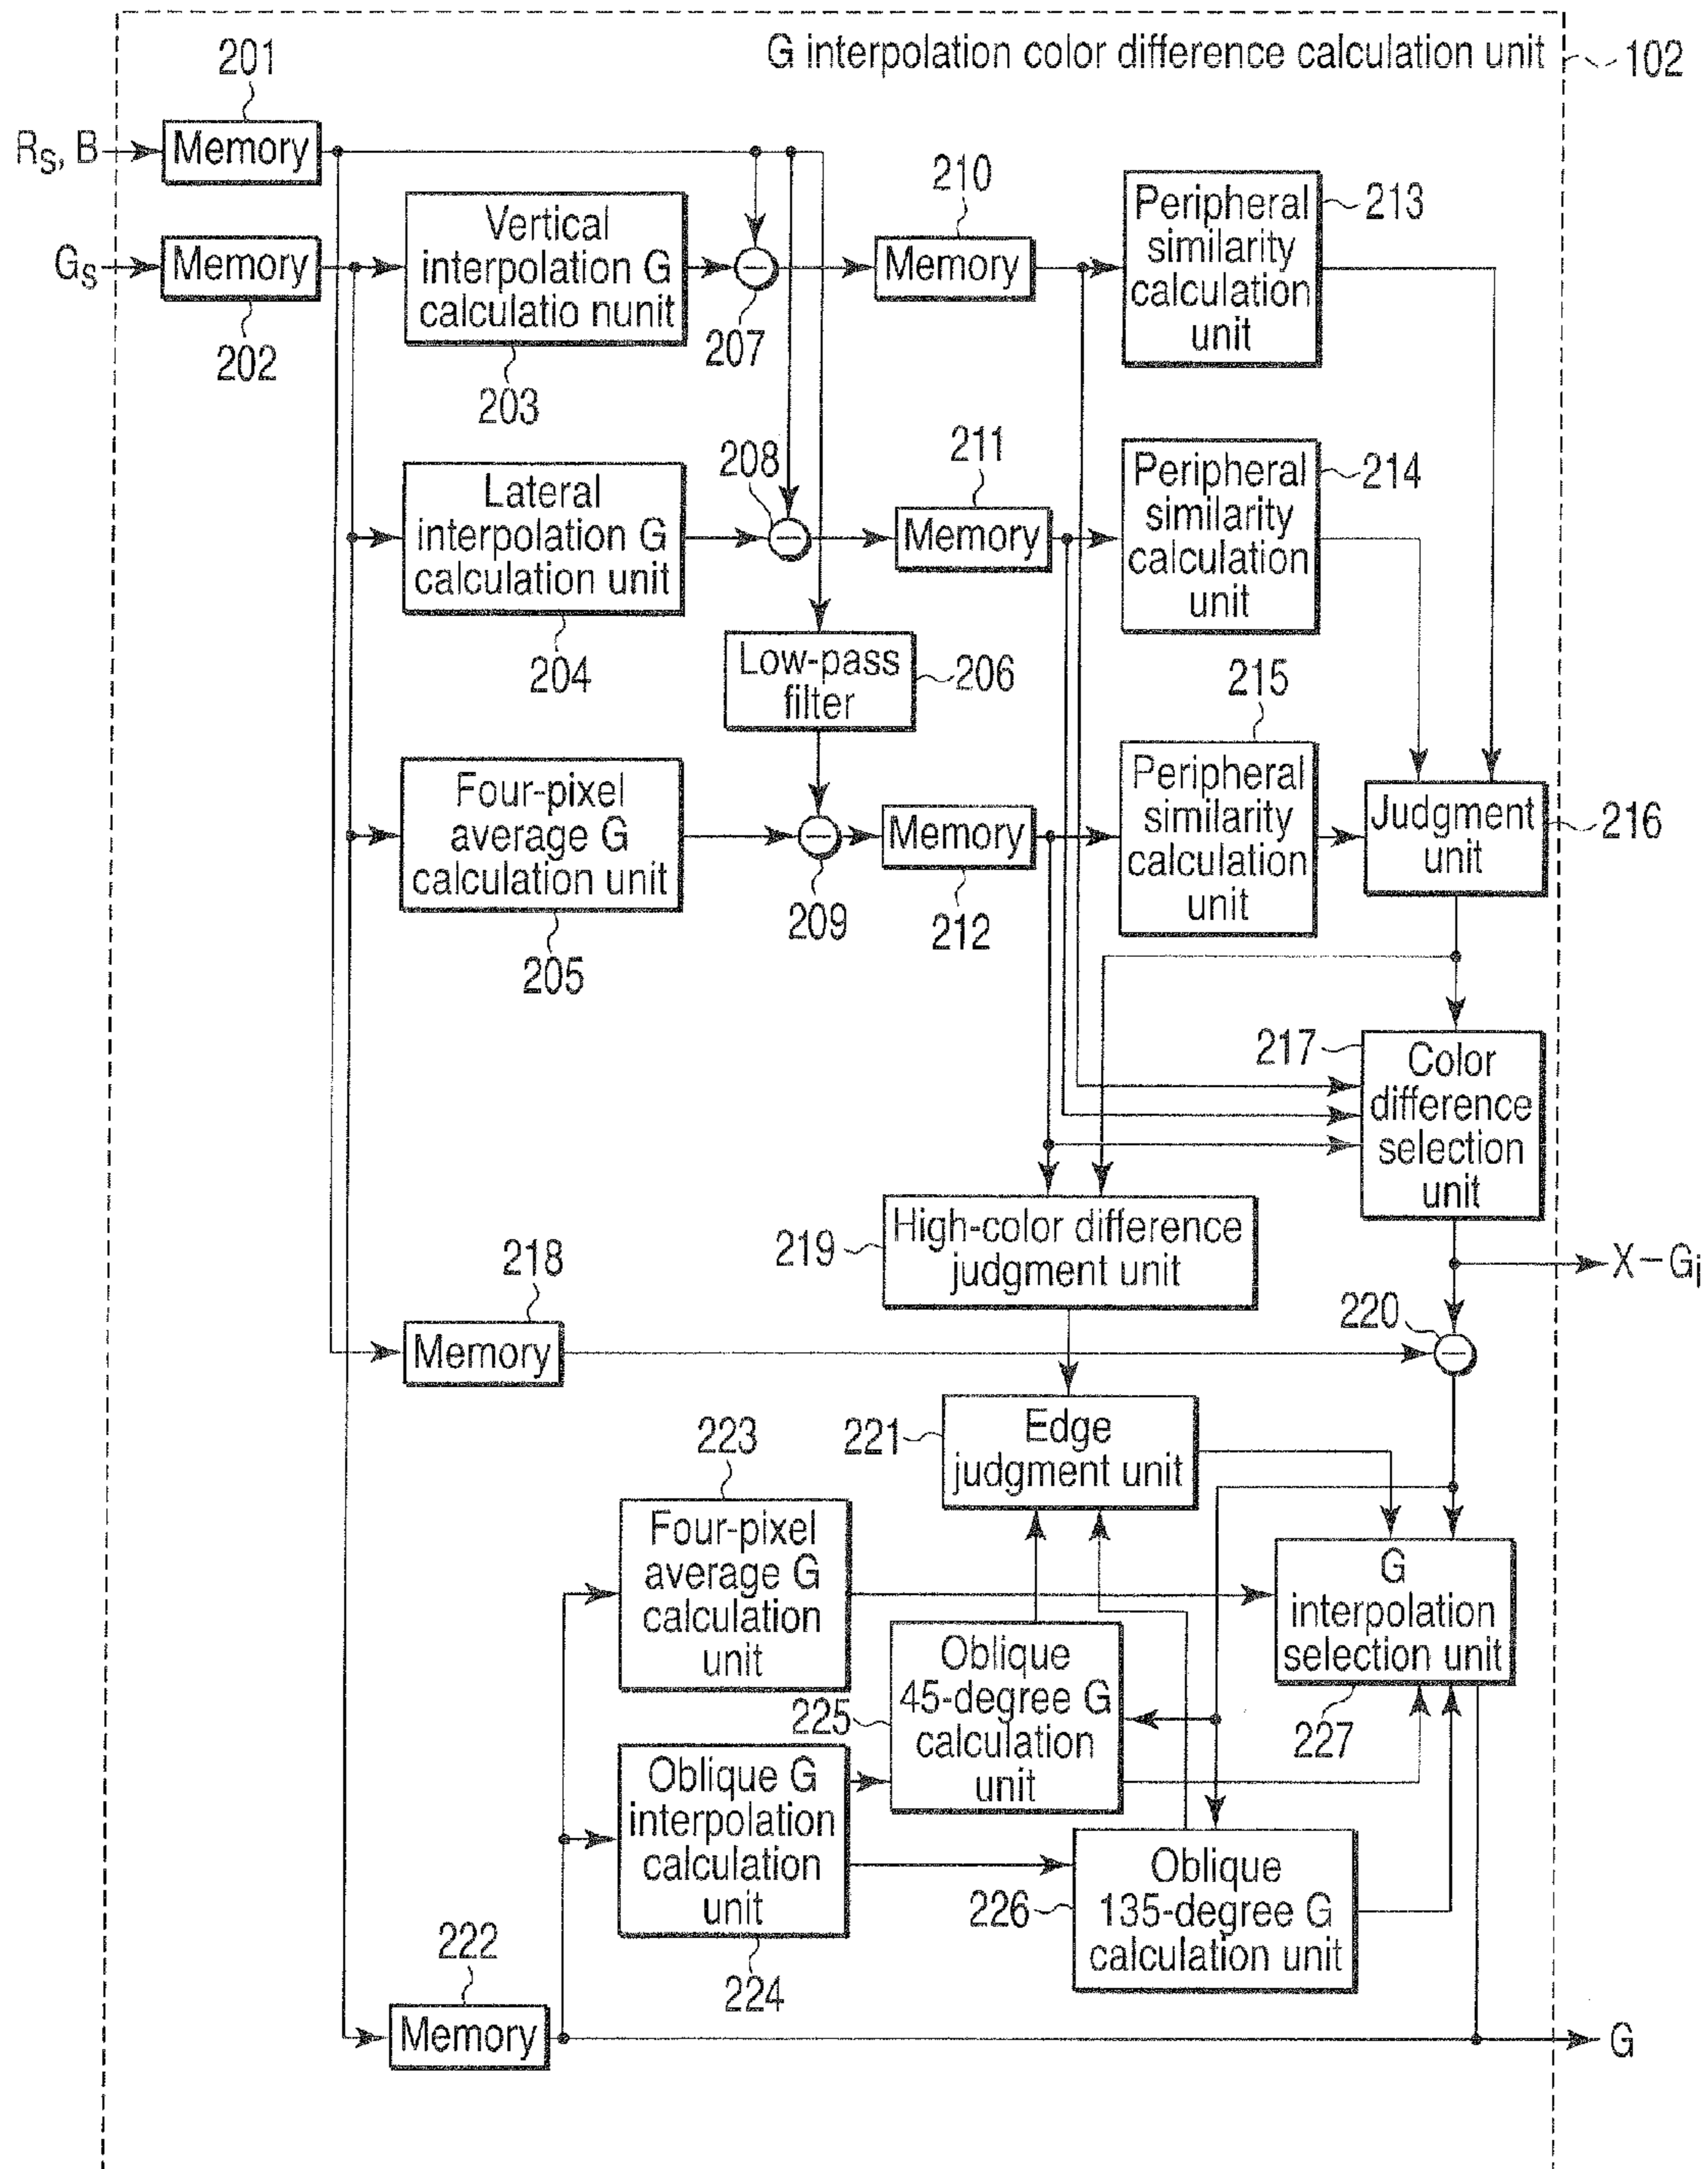 G interpolation color difference calculation unit
102
201
Rs, B
Memory
Gs
Memory
202
Vertical
interpolation G
calculatio nunit
203
207
210
Memory
Peripheral
similarity
calculation
unit
213
Lateral
interpolation G
calculation unit
204
208
211
Memory
Peripheral
similarity
calculation
unit
214
Low-pass
filter
206
215
Four-pixel
average G
calculation unit
205
209
Memory
212
Peripheral
similarity
calculation
unit
Judgment
unit
216
217
Color
difference
selection
unit
219
High-color difference
judgment unit
X-Gi
218
Memory
220
221
Edge
judgment unit
223
Four-pixel
average G
calculation
unit
G
interpolation
selection unit
227
225
Oblique
45-degree G
calculation
unit
Oblique G
interpolation
calculation
unit
224
226
Oblique
135-degree G
calculation unit
222
Memory
G